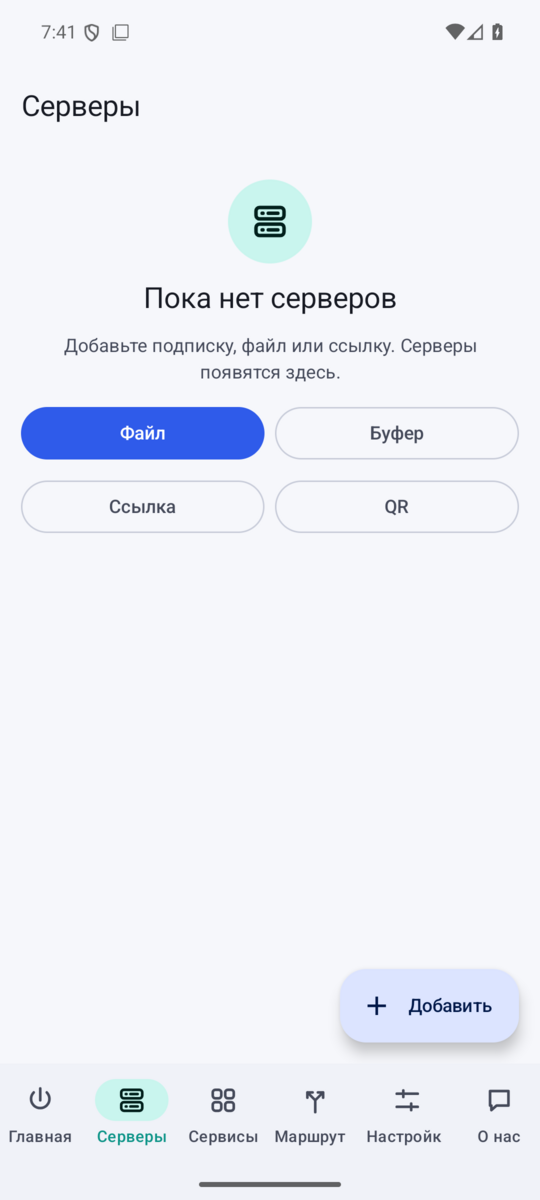 7:41
Серверы
Пока нет серверов
Добавьте подписку, файл или ссылку. Серверы
появятся здесь.
Файл
Буфер
Ссылка
QR
Добавить
Главная
Серверы
Сервисы
Маршрут
Настройк
О нас